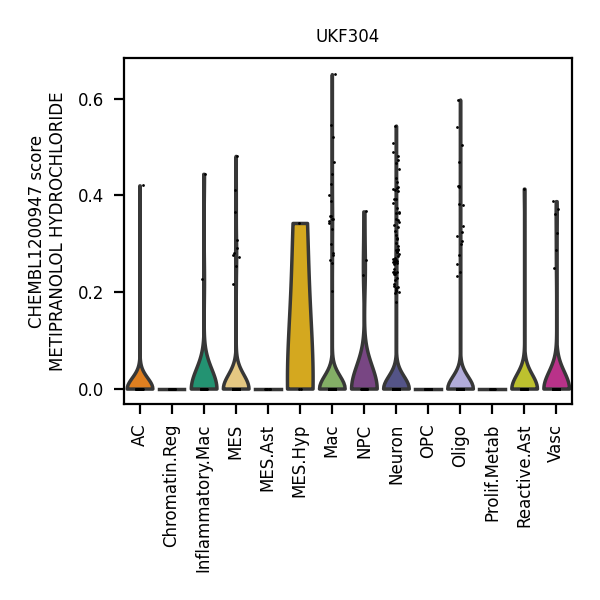 UKF304
CHEMBL1200947 score
METIPRANOLOL HYDROCHLORIDE
0.6
0.4
0.2
0.0
AC
Chromatin.Reg
Inflammatory.Mac
MES
MES.Ast
MES.Hyp
Mac
NPC
Neuron
OPC
Oligo
Prolif.Metab
Reactive.Ast
Vasc